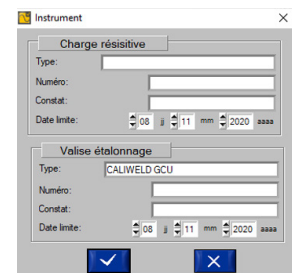 Instrument
Charge résisitive
Type:
Numéro:
Constat:
Date limite: 08 jj 11 mm 2020 aaaa
Valise étalonnage
Type: CALIWELD GCU
Numéro:
Constat:
Date limite: 08 jj 11 mm 2020 aaaa